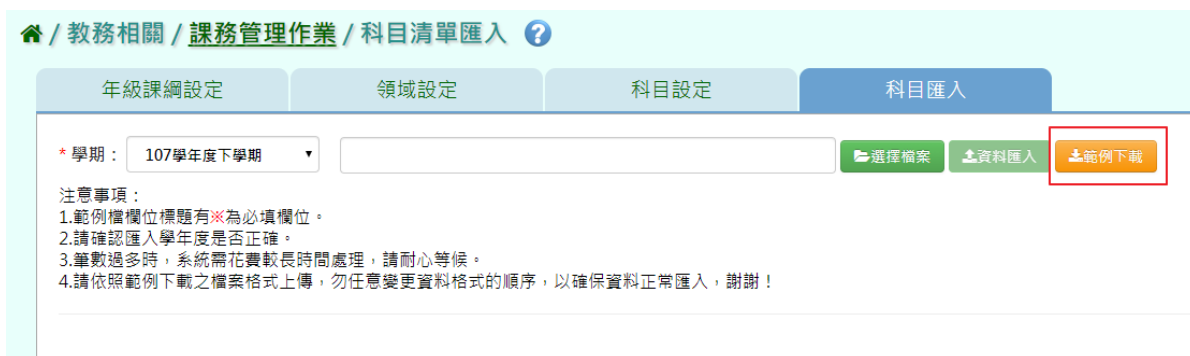 / 教務相關 / 課務管理作業 / 科目清單匯入 ?
年級課綱設定 領域設定 科目設定 科目匯入
* 學期： 107學年度下學期 選擇檔案 資料匯入 範例下載
注意事項：
1.範例檔欄位標題有※為必填欄位。
2.請確認匯入學年度是否正確。
3.筆數過多時，系統需花費較長時間處理，請耐心等候。
4.請依照範例下載之檔案格式上傳，勿任意變更資料格式的順序，以確保資料正常匯入，謝謝！